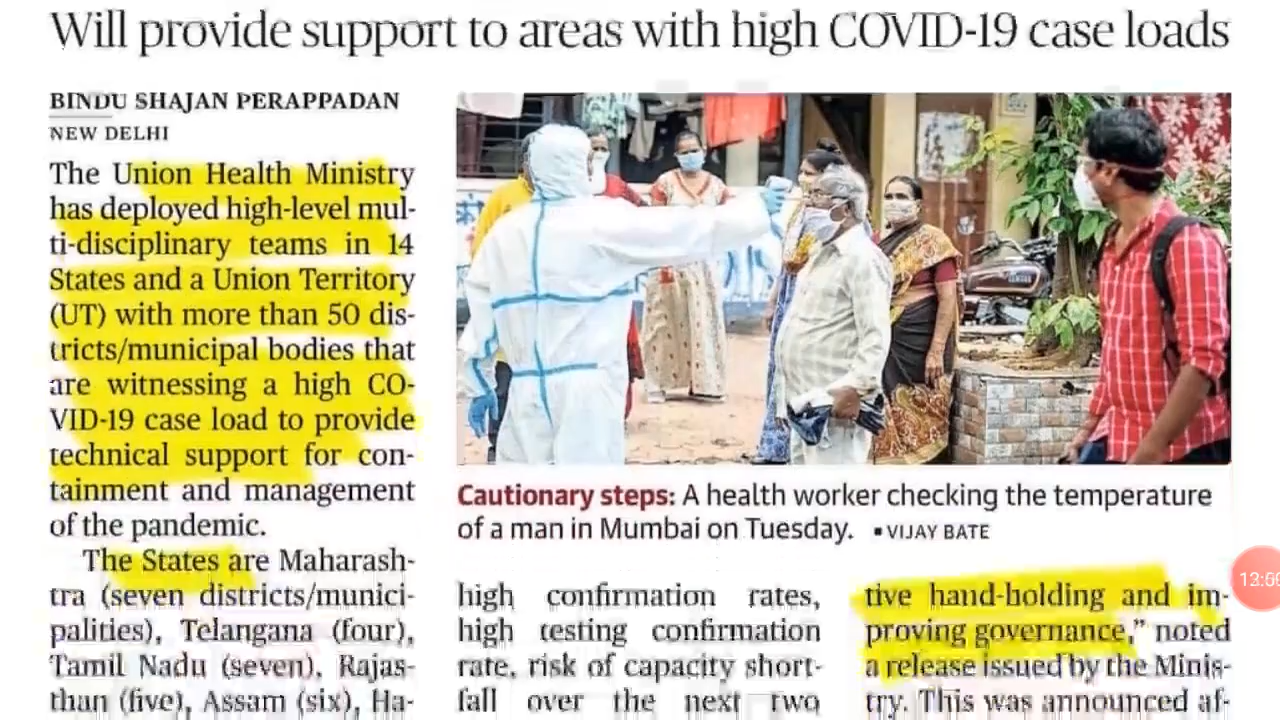 Will provide support to areas with high COVID-19 case loads
BINDU SHAJAN PERAPPADAN
NEW DELHI
The Union Health Ministry
has deployed high-level mul-
ti-disciplinary teams in 14
States and a Union Territory
(UT) with more than 50 dis-
tricts/municipal bodies that
are witnessing a high CO-
VID-19 case load to provide
technical support for con-
tainment and management
of the pandemic.
The States are Maharash-
tra (seven districts/munici-
palities), Telangana (four),
Tamil Nadu (seven), Rajas-
than (five), Assam (six), Ha-
Cautionary steps: A health worker checking the temperature
of a man in Mumbai on Tuesday. ▪ VIJAY BATE
high confirmation rates,
high testing confirmation
rate, risk of capacity short-
fall over the next two
tive hand-holding and im-
proving governance,” noted
a release issued by the Minis-
try. This was announced af-